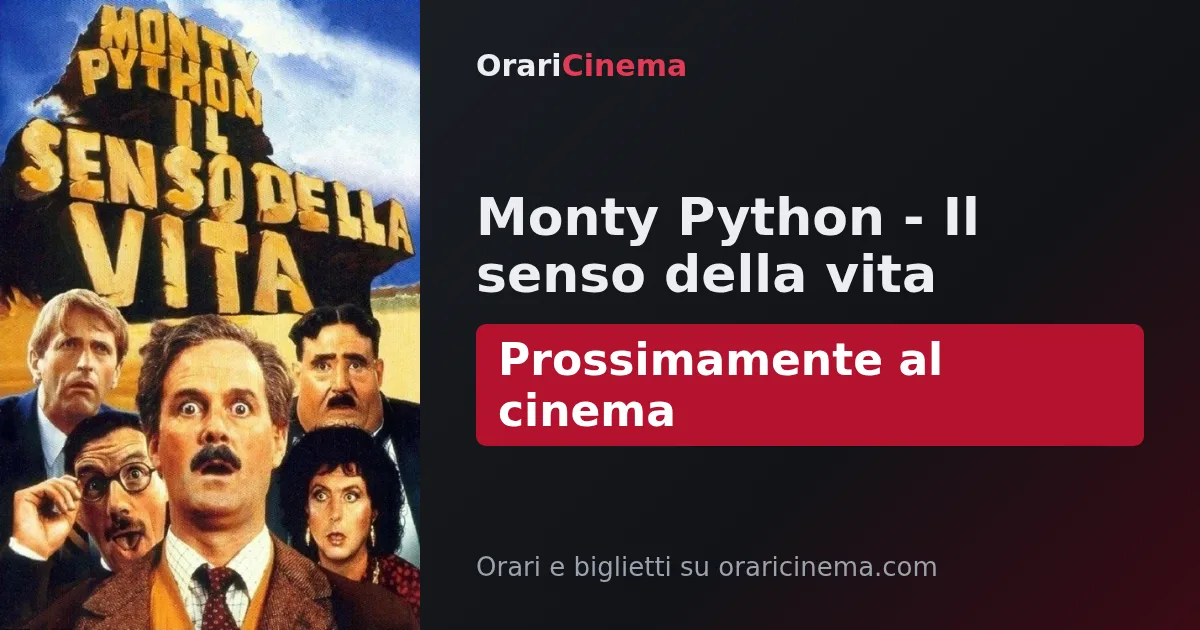 MONTY
PYTHON
IL
SENSO DELLA
VITA
OrariCinema
Monty Python - Il
senso della vita
Prossimamente al
cinema
Orari e biglietti su oraricinema.com